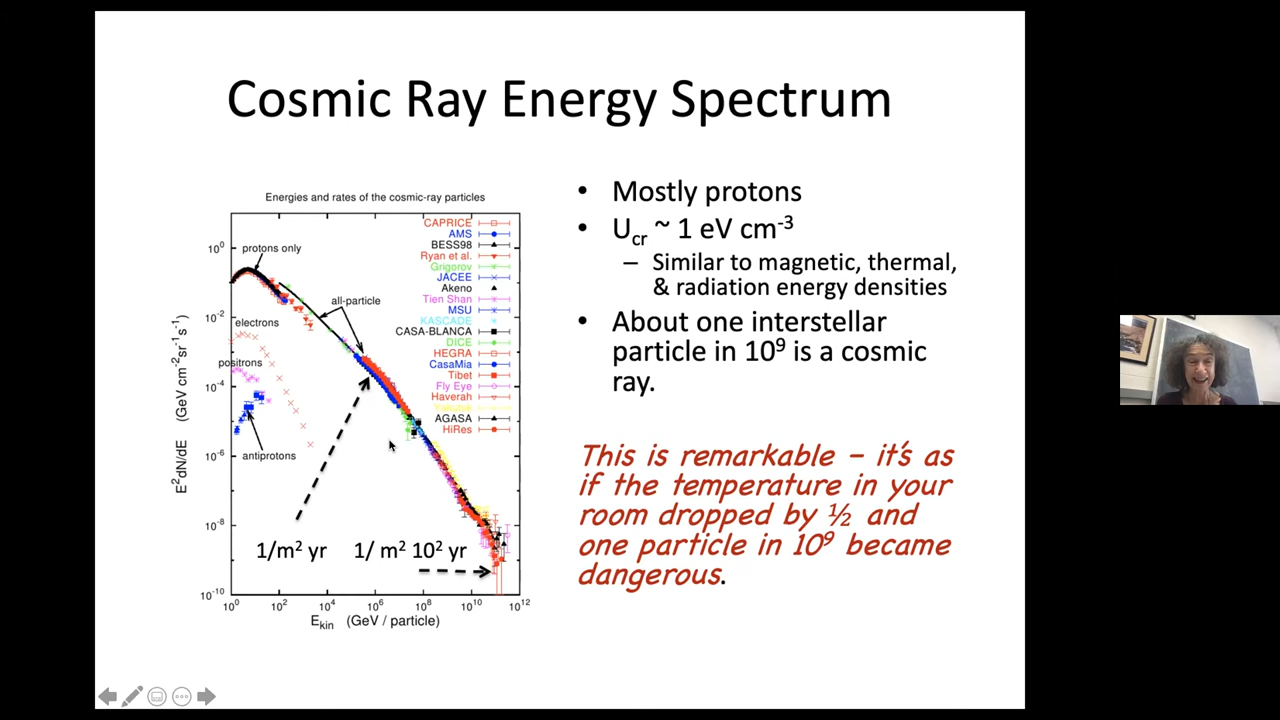 Cosmic Ray Energy Spectrum
Energies and rates of the cosmic-ray particles
protons only
all-particle
electrons
positrons
antiprotons
CAPRICE
AMS
BESS98
Ryan et al.
Grigorov
JACEE
Akeno
Tien Shan
MSU
KASCADE
CASA-BLANCA
DICE
HEGRA
CasaMia
Tibet
Fly Eye
Haverah
AGASA
HiRes
10⁰
10⁻²
10⁻⁴
10⁻⁶
10⁻⁸
10⁻¹⁰
E²dN/dE (GeV cm⁻²sr⁻¹s⁻¹)
1/m² yr
1/ m² 10² yr
10⁰ 10² 10⁴ 10⁶ 10⁸ 10¹⁰ 10¹²
Ekin (GeV / particle)
• Mostly protons
• Ucr ~ 1 eV cm⁻³
– Similar to magnetic, thermal,
& radiation energy densities
• About one interstellar
particle in 10⁹ is a cosmic
ray.
This is remarkable – it's as
if the temperature in your
room dropped by ½ and
one particle in 10⁹ became
dangerous.